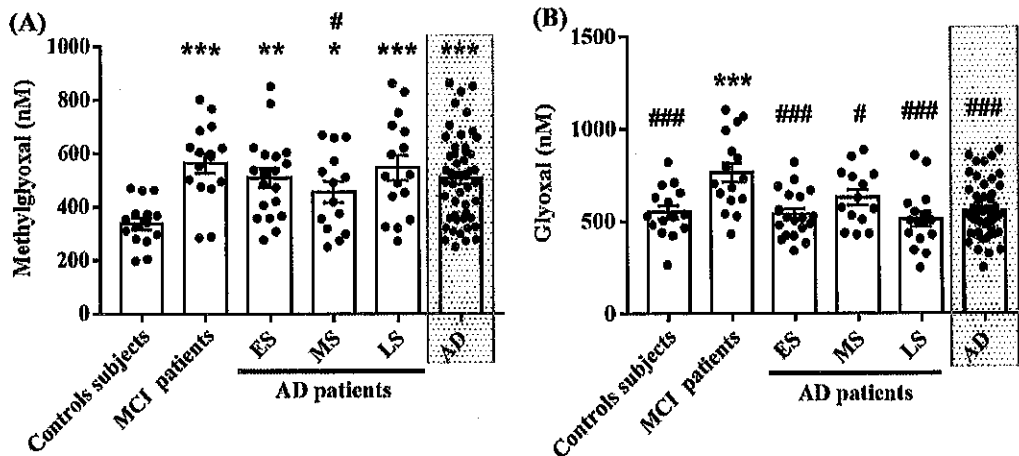 (A)
Methylglyoxal (nM)
1000
800
600
400
200
0
#
*** ** * *** ***
Controls subjects
MCI patients
ES
MS
LS
AD
AD patients
(B)
Glyoxal (nM)
1500
1000
500
0
***
### ### # ### ###
Controls subjects
MCI patients
ES
MS
LS
AD
AD patients